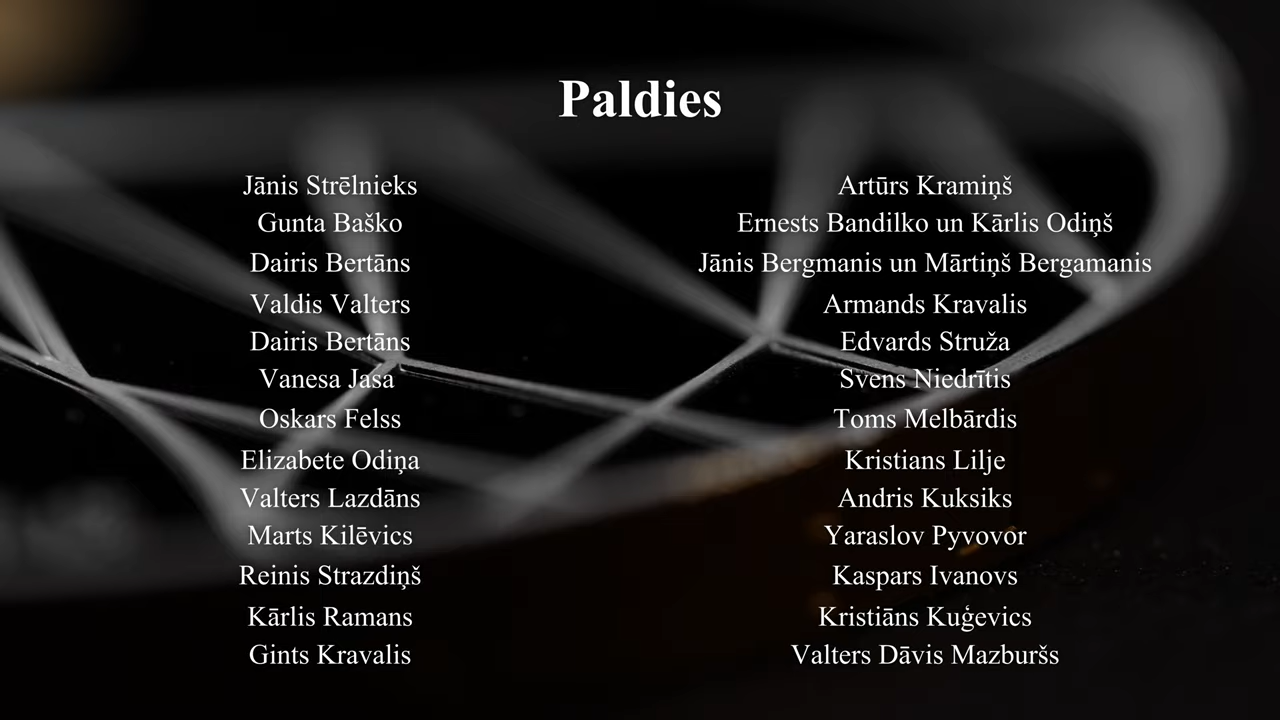 Paldies
Jānis Strēlnieks
Gunta Baško
Dairis Bertāns
Valdis Valters
Dairis Bertāns
Vanesa Jasa
Oskars Felss
Elizabete Odiņa
Valters Lazdāns
Marts Kilēvics
Reinis Strazdiņš
Kārlis Ramans
Gints Kravalis
Artūrs Kramiņš
Ernests Bandilko un Kārlis Odiņš
Jānis Bergmanis un Mārtiņš Bergamanis
Armands Kravalis
Edvards Struža
Svens Niedrītis
Toms Melbārdis
Kristians Lilje
Andris Kuksiks
Yaraslov Pyvovor
Kaspars Ivanovs
Kristiāns Kuģevics
Valters Dāvis Mazburšs